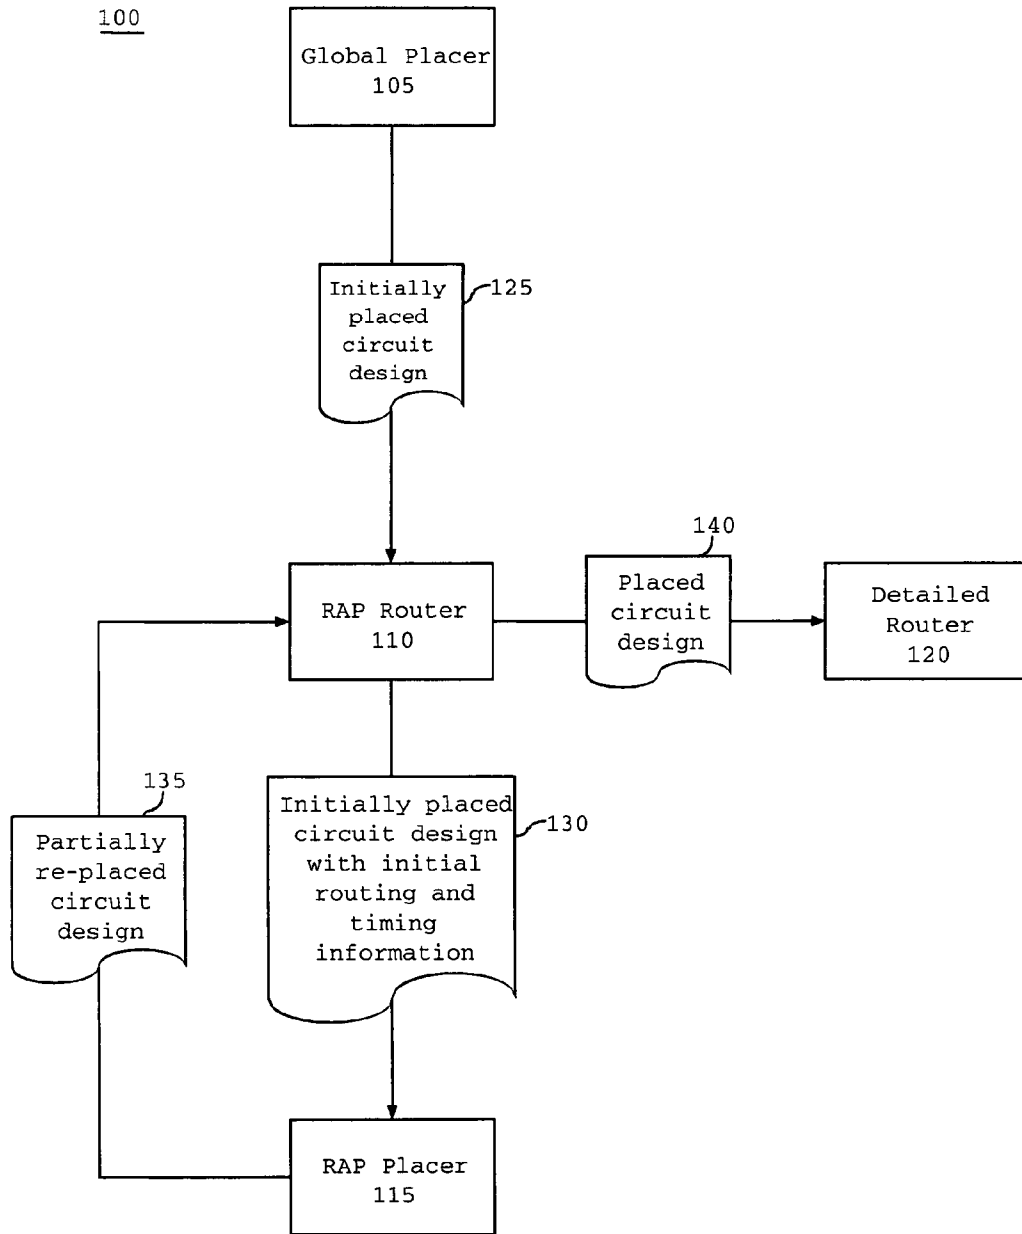 100
Global Placer
105
Initially
placed
circuit
design
125
140
RAP Router
110
Placed
circuit
design
Detailed
Router
120
135
Partially
re-placed
circuit
design
Initially placed
circuit design
with initial
routing and
timing
information
130
RAP Placer
115